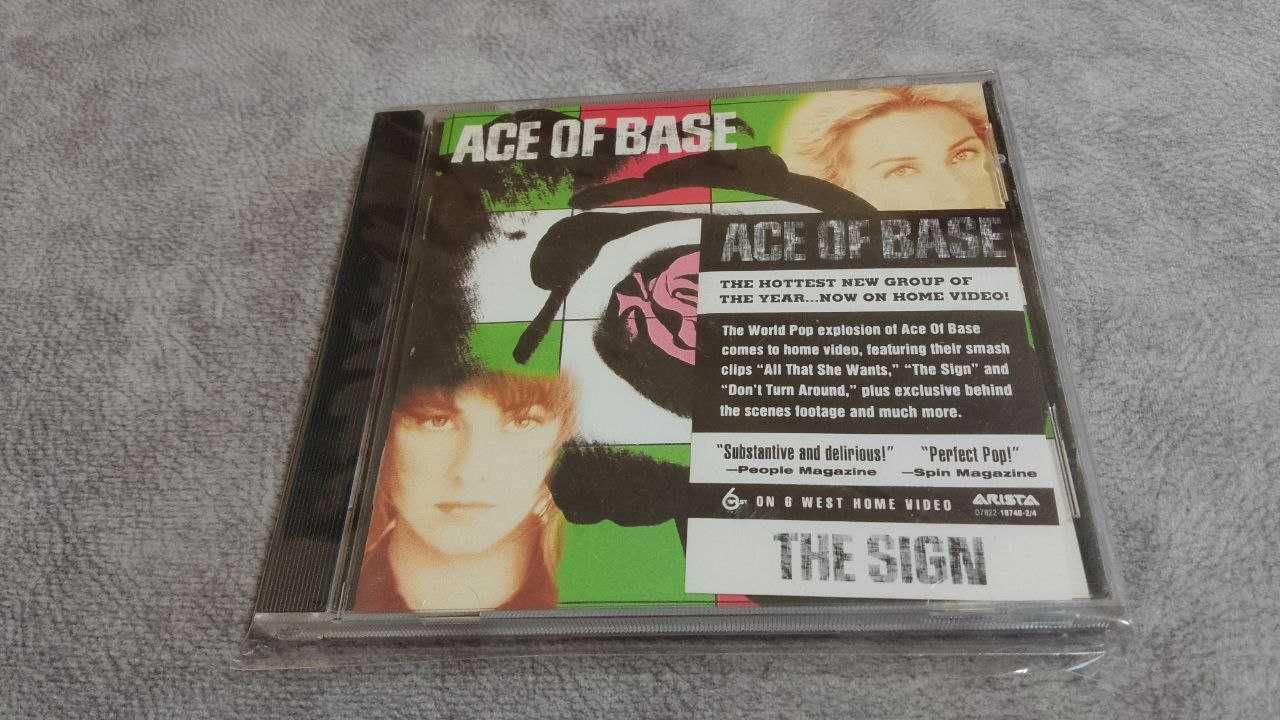 ACE OF BASE
ACE OF BASE
THE HOTTEST NEW GROUP OF
THE YEAR...NOW ON HOME VIDEO!
The World Pop explosion of Ace Of Base
comes to home video, featuring their smash
clips “All That She Wants,” “The Sign” and
“Don't Turn Around,” plus exclusive behind
the scenes footage and much more.
“Substantive and delirious!” “Perfect Pop!”
—People Magazine —Spin Magazine
6 WEST ON 6 WEST HOME VIDEO ARISTA
07822-18740-2/4
THE SIGN